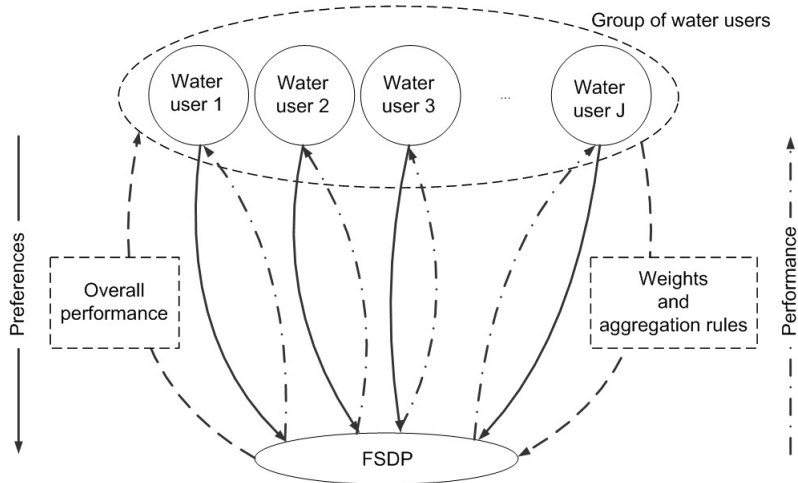 Group of water users
Water
user 1
Water
user 2
Water
user 3
...
Water
user J
Preferences
Overall
performance
Weights
and
aggregation rules
Performance
FSDP